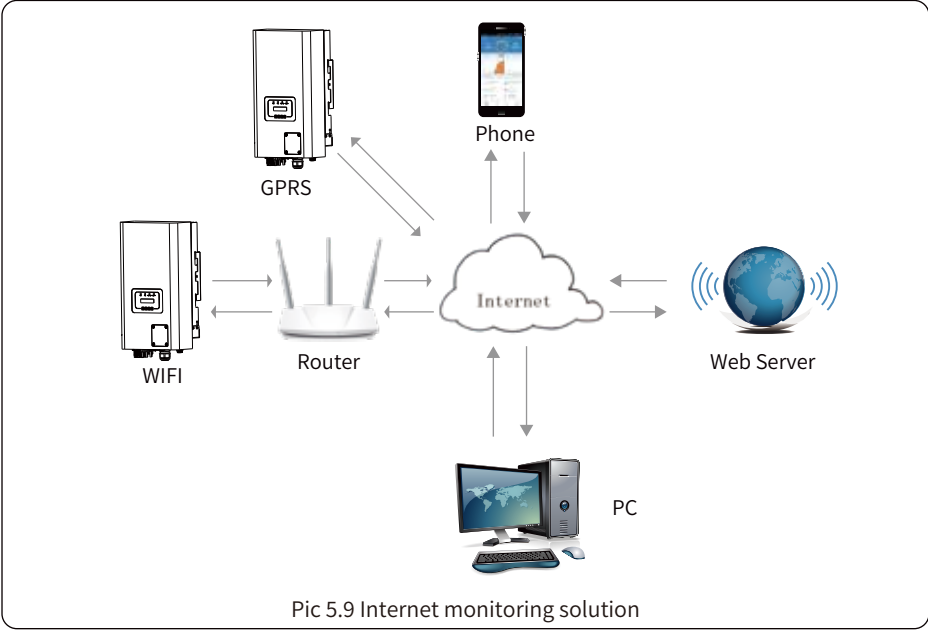 Phone
GPRS
Internet
WIFI
Router
Web Server
PC
Pic 5.9 Internet monitoring solution